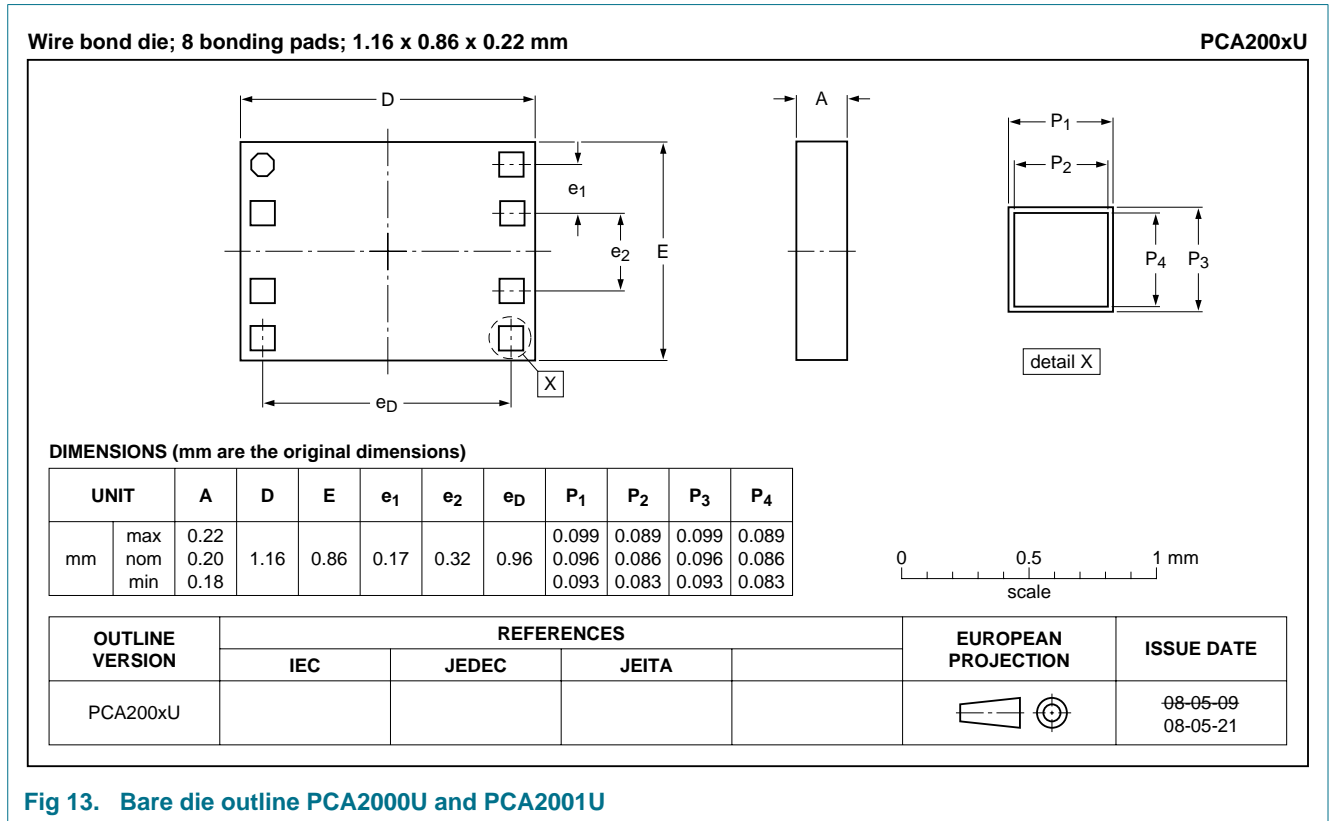 Wire bond die; 8 bonding pads; 1.16 x 0.86 x 0.22 mm PCA200xU
D
A
P1
P2
e1
e2
E
P4
P3
X
detail X
eD
DIMENSIONS (mm are the original dimensions)
UNIT A D E e1 e2 eD P1 P2 P3 P4
mm
max 0.22 0.099 0.089 0.099 0.089
nom 0.20 1.16 0.86 0.17 0.32 0.96 0.096 0.086 0.096 0.086
min 0.18 0.093 0.083 0.093 0.083
0 0.5 1 mm
scale
OUTLINE VERSION
REFERENCES
IEC JEDEC JEITA
EUROPEAN PROJECTION
ISSUE DATE
PCA200xU
08-05-09
08-05-21
Fig 13. Bare die outline PCA2000U and PCA2001U